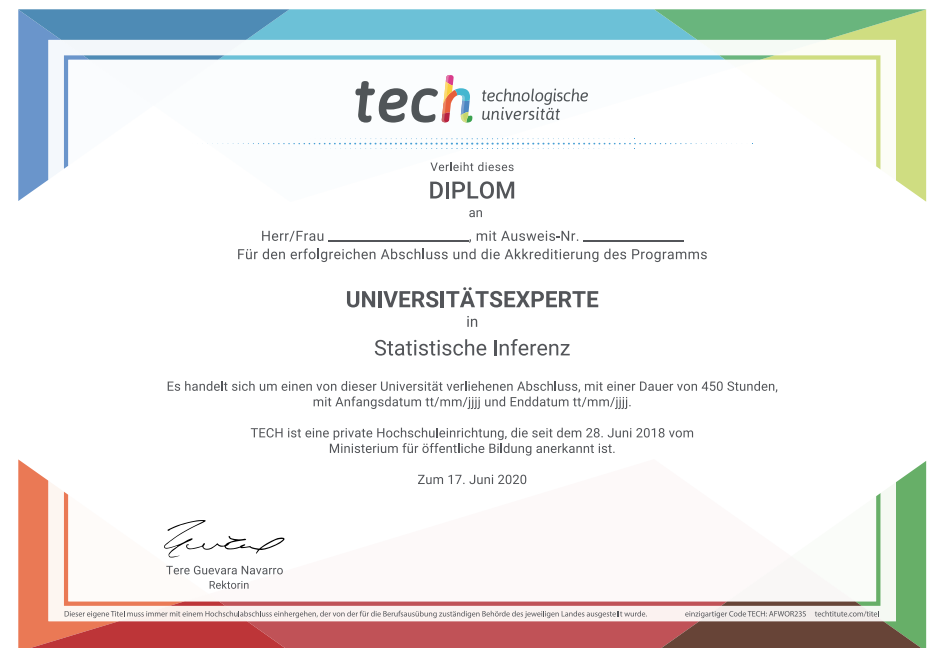 tech technologische
universität
Verleiht dieses
DIPLOM
an
Herr/Frau ____________________, mit Ausweis-Nr. ______________
Für den erfolgreichen Abschluss und die Akkreditierung des Programms
UNIVERSITÄTSEXPERTE
in
Statistische Inferenz
Es handelt sich um einen von dieser Universität verliehenen Abschluss, mit einer Dauer von 450 Stunden,
mit Anfangsdatum tt/mm/jjjj und Enddatum tt/mm/jjjj.
TECH ist eine private Hochschuleinrichtung, die seit dem 28. Juni 2018 vom
Ministerium für öffentliche Bildung anerkannt ist.
Zum 17. Juni 2020
Tere Guevara Navarro
Rektorin
Dieser eigene Titel muss immer mit einem Hochschulabschluss einhergehen, der von der für die Berufsausübung zuständigen Behörde des jeweiligen Landes ausgestellt wurde. einzigartiger Code TECH: AFWOR23S techtitute.com/titel